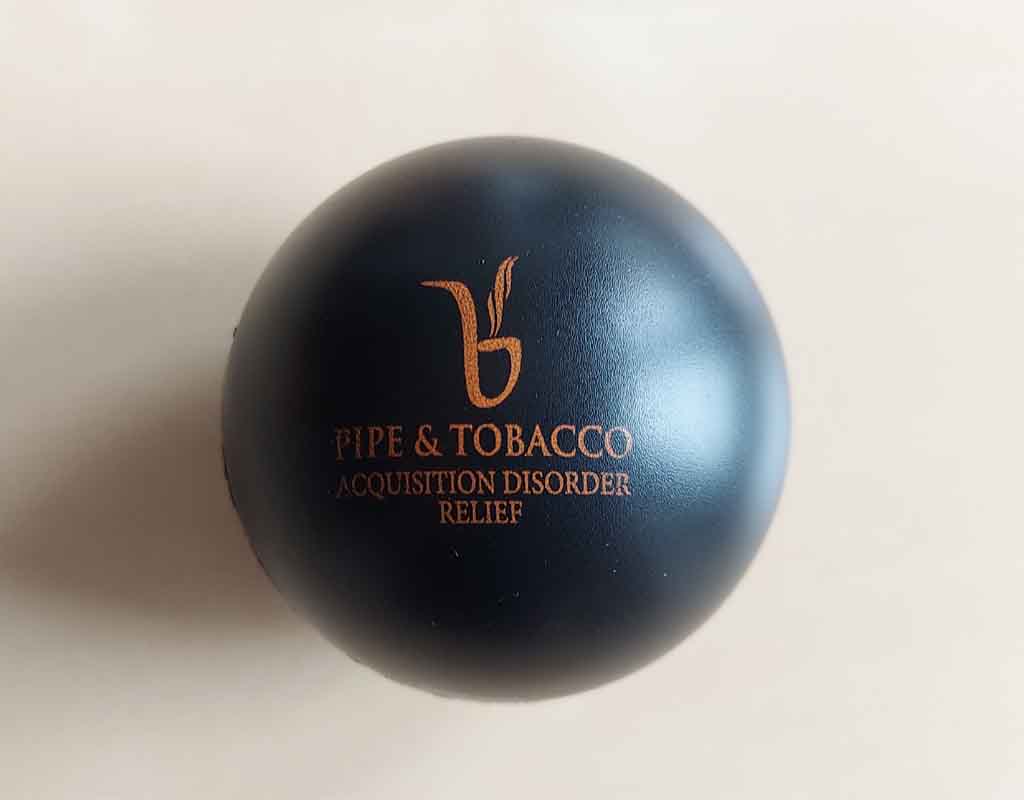 PIPE & TOBACCO
ACQUISITION DISORDER
RELIEF